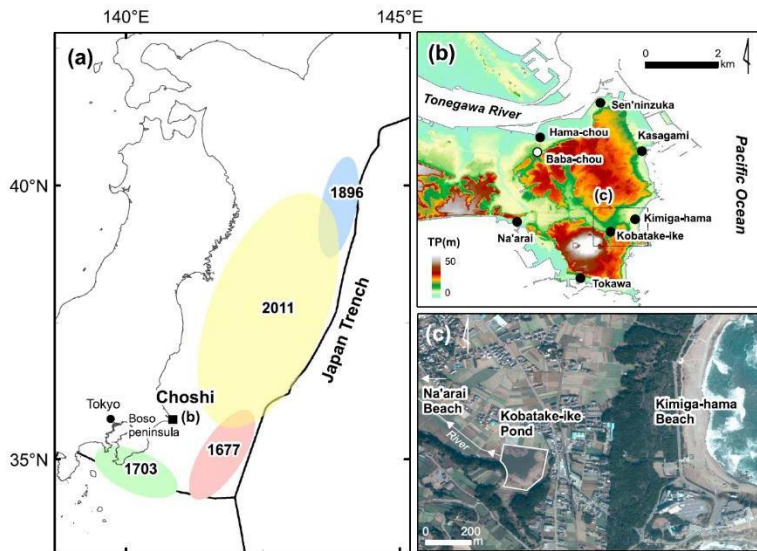 140°E
145°E
(a)
40°N
35°N
1896
2011
Japan Trench
Choshi
(b)
Tokyo
Boso
peninsula
1677
1703
(b)
0 2
km
Tonegawa River
Sen'ninzuka
Hama-chou
Kasagami
Baba-chou
Pacific Ocean
(c)
Kimiga-hama
Na'arai
Kobatake-ike
TP(m)
50
0
Tokawa
(c)
Na'arai
Beach
Kobatake-ike
Pond
Kimiga-hama
Beach
River
0 200
m